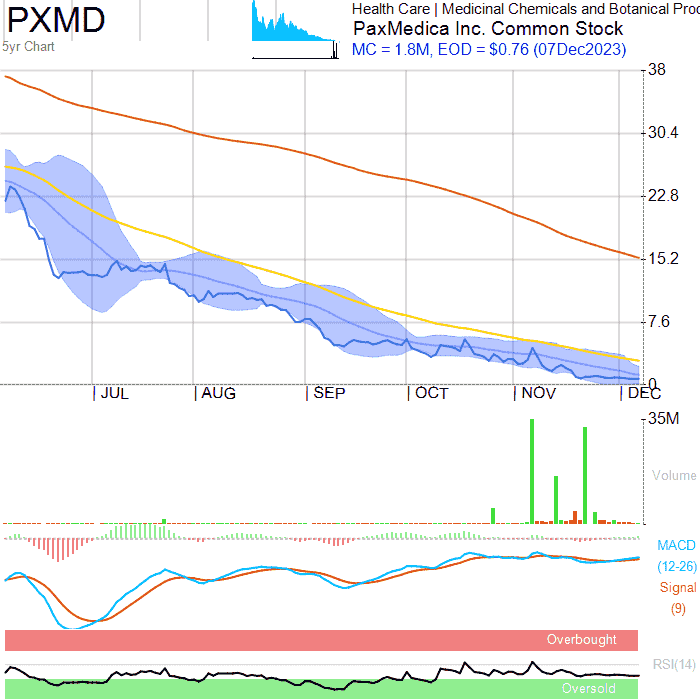 PXMD
5yr Chart
Health Care | Medicinal Chemicals and Botanical Proc
PaxMedica Inc. Common Stock
MC = 1.8M, EOD = $0.76 (07Dec2023)
38
30.4
22.8
15.2
7.6
0
JUL AUG SEP OCT NOV DEC
35M
Volume
MACD
(12-26)
Signal
(9)
Overbought
RSI(14)
Oversold